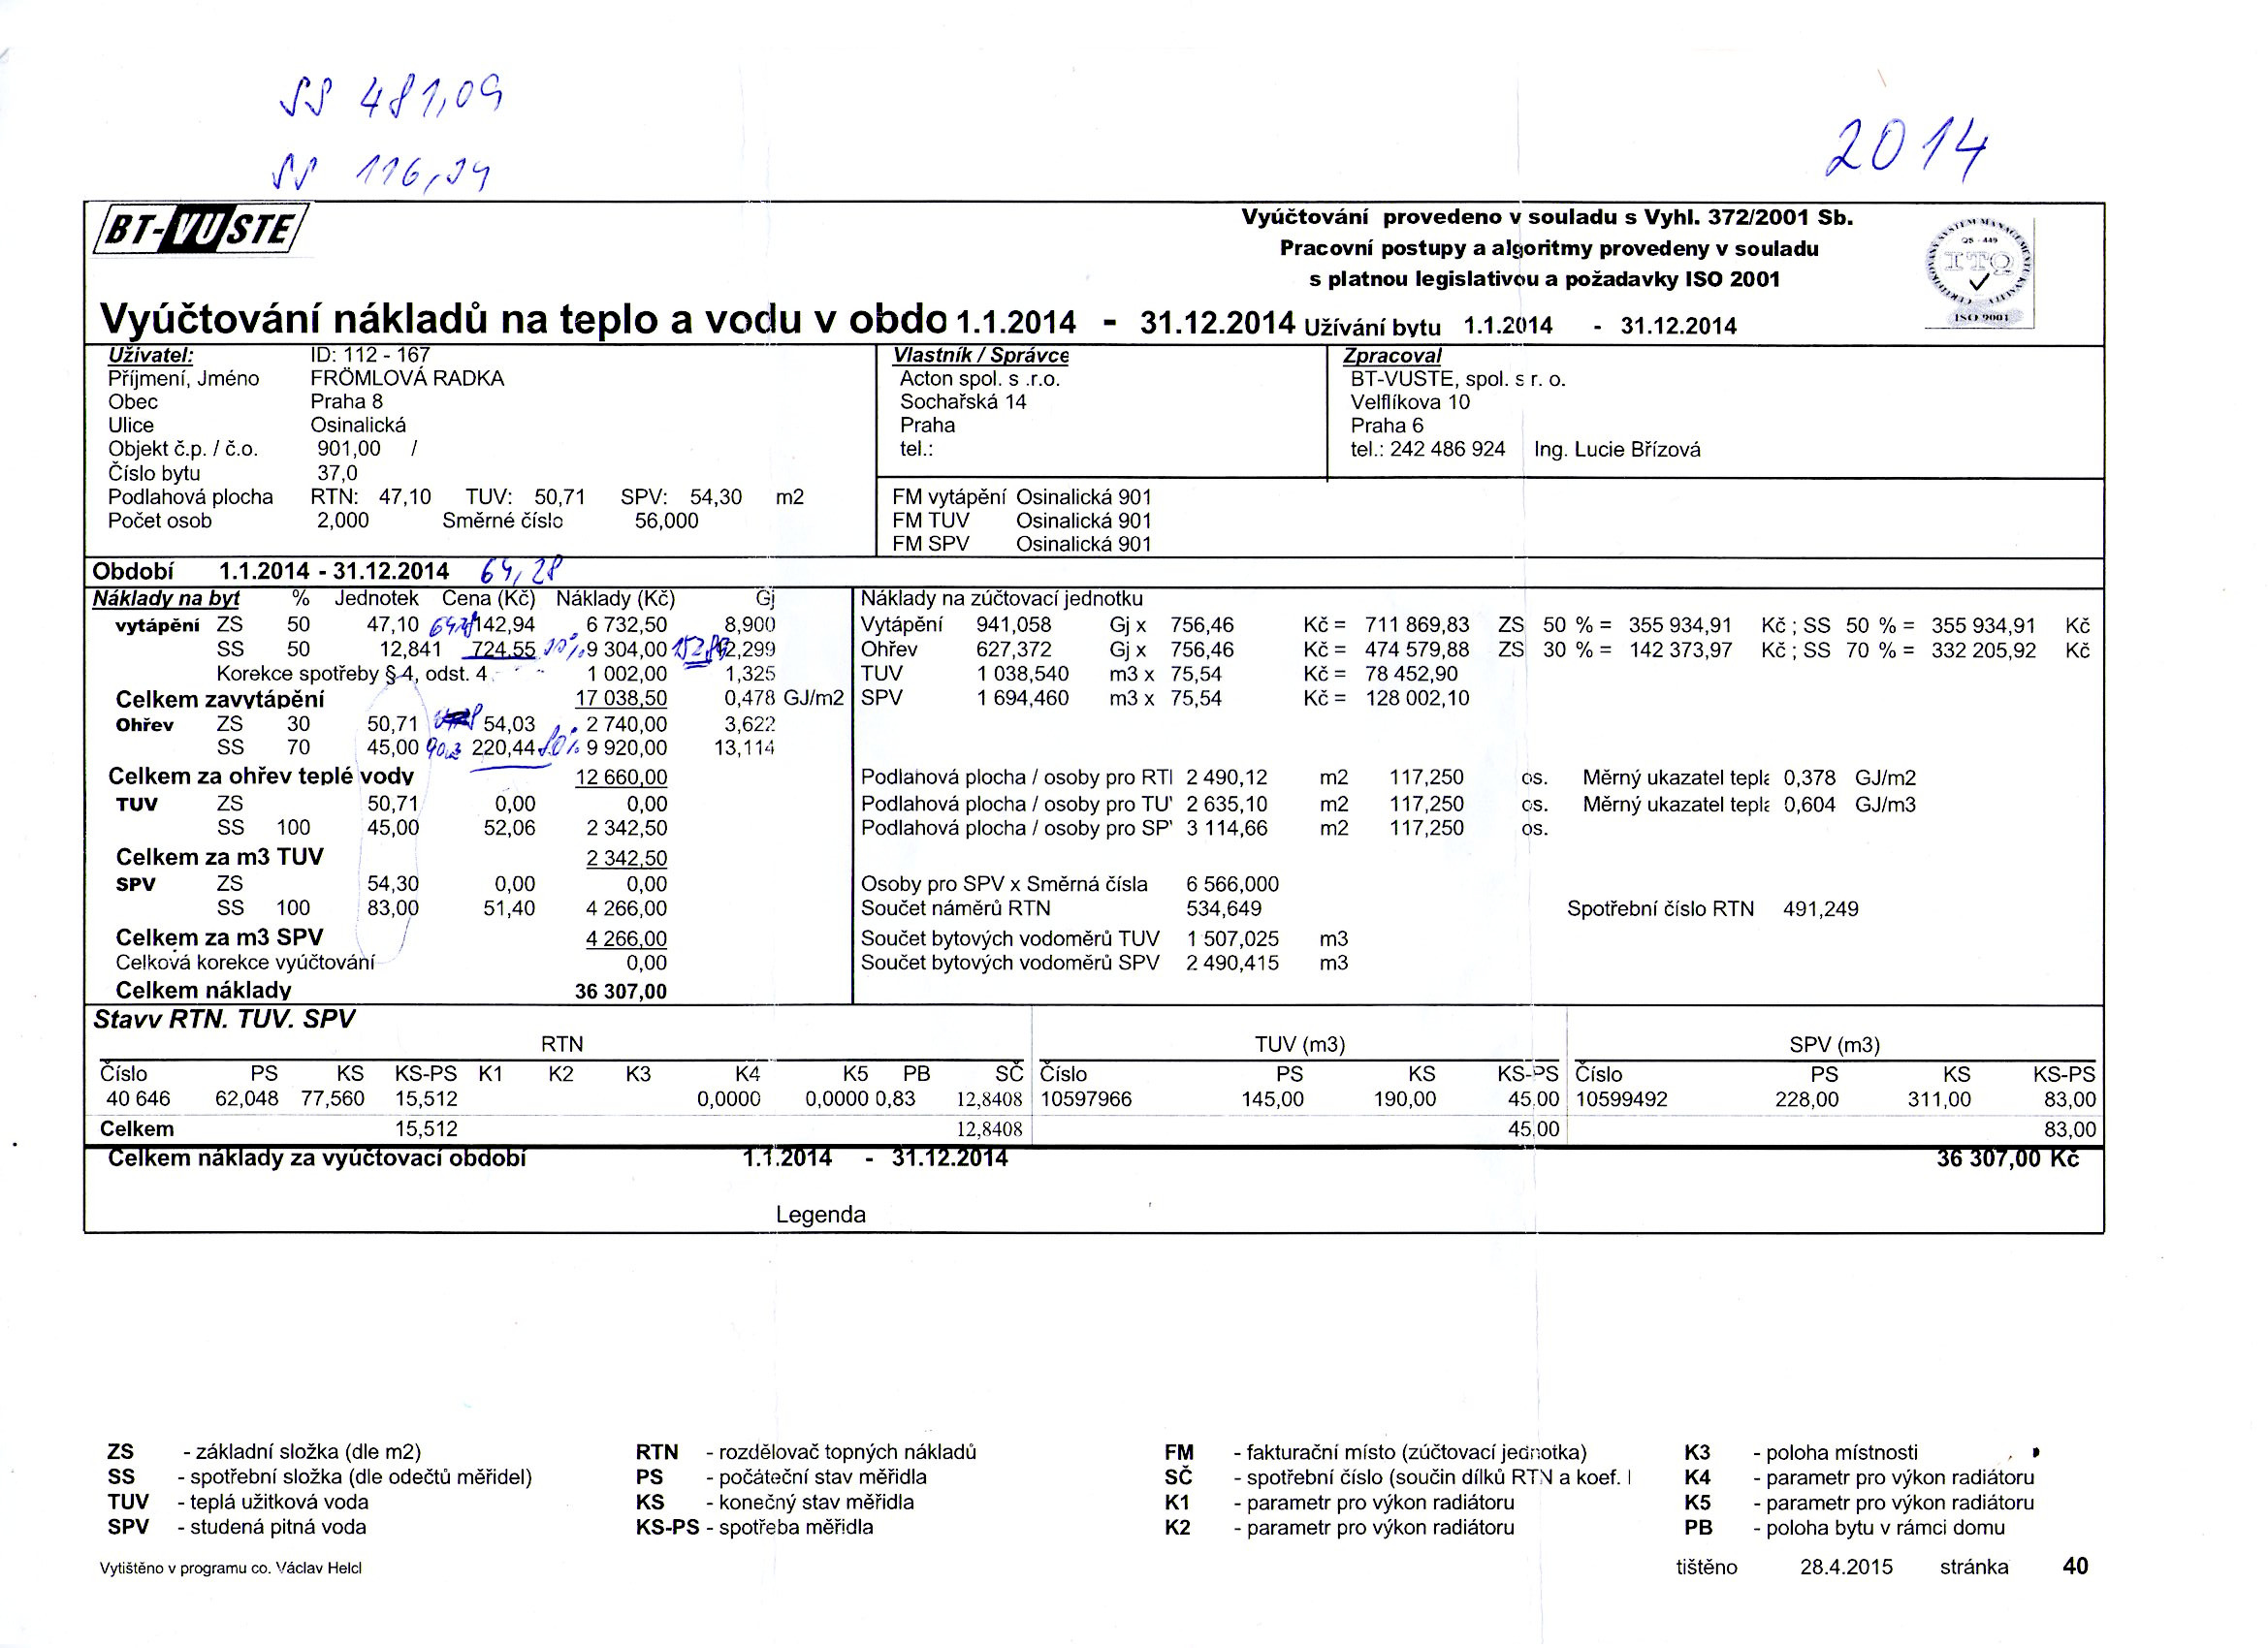 SS 481,09
2014
SS 116,34
BT-VUSTE
Vyúčtování provedeno v souladu s Vyhl. 372/2001 Sb.
Pracovní postupy a algoritmy provedeny v souladu
s platnou legislativou a požadavky ISO 2001
QS - 449
ITQ
ISO 9001
Vyúčtování nákladů na teplo a vodu v obdo 1.1.2014 - 31.12.2014 Užívání bytu 1.1.2014 - 31.12.2014
Uživatel: ID: 112 - 167
Příjmení, Jméno FRÖMLOVÁ RADKA
Obec Praha 8
Ulice Osinalická
Objekt č.p. / č.o. 901,00 /
Číslo bytu 37,0
Podlahová plocha RTN: 47,10 TUV: 50,71 SPV: 54,30 m2
Počet osob 2,000 Směrné číslo 56,000
Vlastník / Správce
Acton spol. s .r.o.
Sochařská 14
Praha
tel.:
Zpracoval
BT-VUSTE, spol. s r. o.
Velflíkova 10
Praha 6
tel.: 242 486 924 Ing. Lucie Břízová
FM vytápění Osinalická 901
FM TUV Osinalická 901
FM SPV Osinalická 901
Období 1.1.2014 - 31.12.2014 64,28
Náklady na byt % Jednotek Cena (Kč) Náklady (Kč) Gj
vytápění ZS 50 47,10 142,94 6 732,50 8,900
SS 50 12,841 724,55 9 304,00 2,299
Korekce spotřeby § 4, odst. 4 1 002,00 1,325
Celkem zavytápění 17 038,50 0,478 GJ/m2
Ohřev ZS 30 50,71 54,03 2 740,00 3,622
SS 70 45,00 220,44 9 920,00 13,114
Celkem za ohřev teplé vody 12 660,00
TUV ZS 50,71 0,00 0,00
SS 100 45,00 52,06 2 342,50
Celkem za m3 TUV 2 342,50
SPV ZS 54,30 0,00 0,00
SS 100 83,00 51,40 4 266,00
Celkem za m3 SPV 4 266,00
Celková korekce vyúčtování 0,00
Celkem náklady 36 307,00
Náklady na zúčtovací jednotku
Vytápění 941,058 Gj x 756,46 Kč = 711 869,83 ZS 50 % = 355 934,91 Kč ; SS 50 % = 355 934,91 Kč
Ohřev 627,372 Gj x 756,46 Kč = 474 579,88 ZS 30 % = 142 373,97 Kč ; SS 70 % = 332 205,92 Kč
TUV 1 038,540 m3 x 75,54 Kč = 78 452,90
SPV 1 694,460 m3 x 75,54 Kč = 128 002,10
Podlahová plocha / osoby pro RTI 2 490,12 m2 117,250 os. Měrný ukazatel tepla 0,378 GJ/m2
Podlahová plocha / osoby pro TU' 2 635,10 m2 117,250 os. Měrný ukazatel tepla 0,604 GJ/m3
Podlahová plocha / osoby pro SP' 3 114,66 m2 117,250 os.
Osoby pro SPV x Směrná čísla 6 566,000
Součet náměrů RTN 534,649 Spotřební číslo RTN 491,249
Součet bytových vodoměrů TUV 1 507,025 m3
Součet bytových vodoměrů SPV 2 490,415 m3
Stavv RTN. TUV. SPV
RTN TUV (m3) SPV (m3)
Číslo PS KS KS-PS K1 K2 K3 K4 K5 PB SČ Číslo PS KS KS-PS Číslo PS KS KS-PS
40 646 62,048 77,560 15,512 0,0000 0,0000 0,83 12,8408 10597966 145,00 190,00 45,00 10599492 228,00 311,00 83,00
Celkem 15,512 12,8408 45,00 83,00
Celkem náklady za vyúčtovací období 1.1.2014 - 31.12.2014 36 307,00 Kč
Legenda
ZS - základní složka (dle m2) RTN - rozdělovač topných nákladů FM - fakturační místo (zúčtovací jednotka) K3 - poloha místnosti
SS - spotřební složka (dle odečtů měřidel) PS - počáteční stav měřidla SČ - spotřební číslo (součin dílků RTN a koef. I K4 - parametr pro výkon radiátoru
TUV - teplá užitková voda KS - konečný stav měřidla K1 - parametr pro výkon radiátoru K5 - parametr pro výkon radiátoru
SPV - studená pitná voda KS-PS - spotřeba měřidla K2 - parametr pro výkon radiátoru PB - poloha bytu v rámci domu
Vytištěno v programu co. Václav Helcl tištěno 28.4.2015 stránka 40